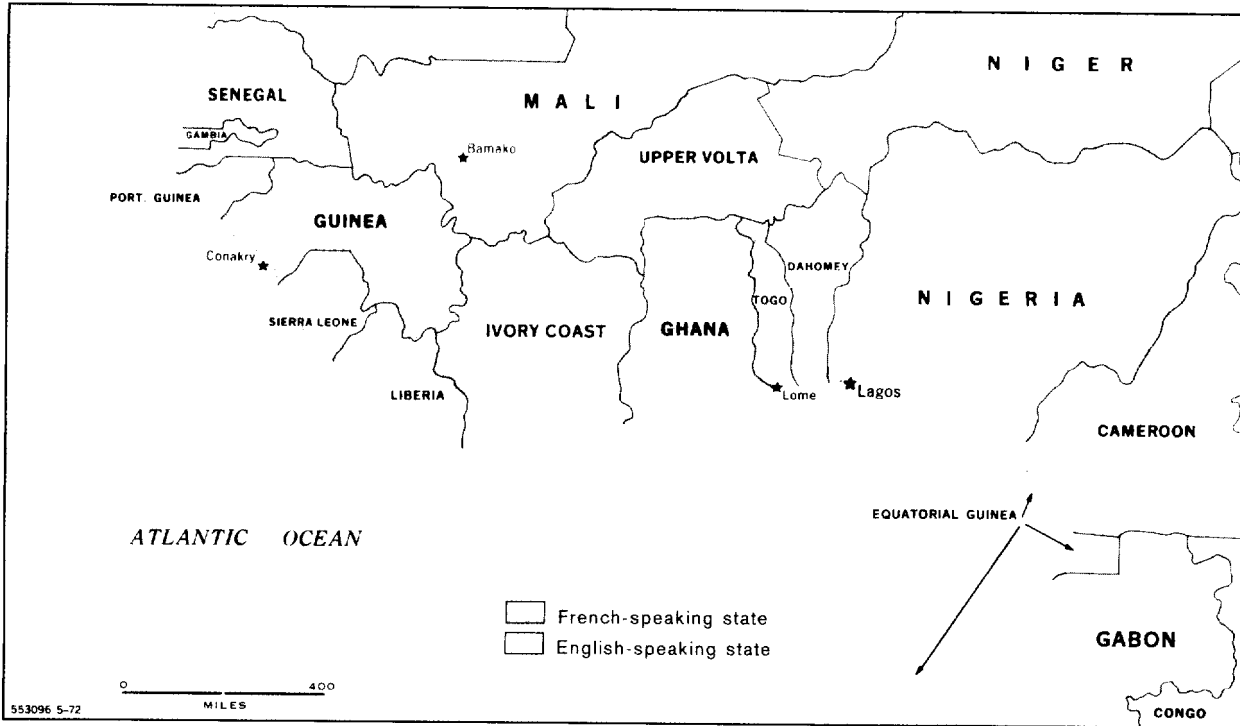 NIGER
SENEGAL
MALI
GAMBIA
Bamako
UPPER VOLTA
PORT. GUINEA
GUINEA
Conakry
DAHOMEY
TOGO
NIGERIA
SIERRA LEONE
IVORY COAST
GHANA
LIBERIA
Lome
Lagos
CAMEROON
EQUATORIAL GUINEA
ATLANTIC OCEAN
French-speaking state
English-speaking state
GABON
0 400
MILES
553096 5-72
CONGO